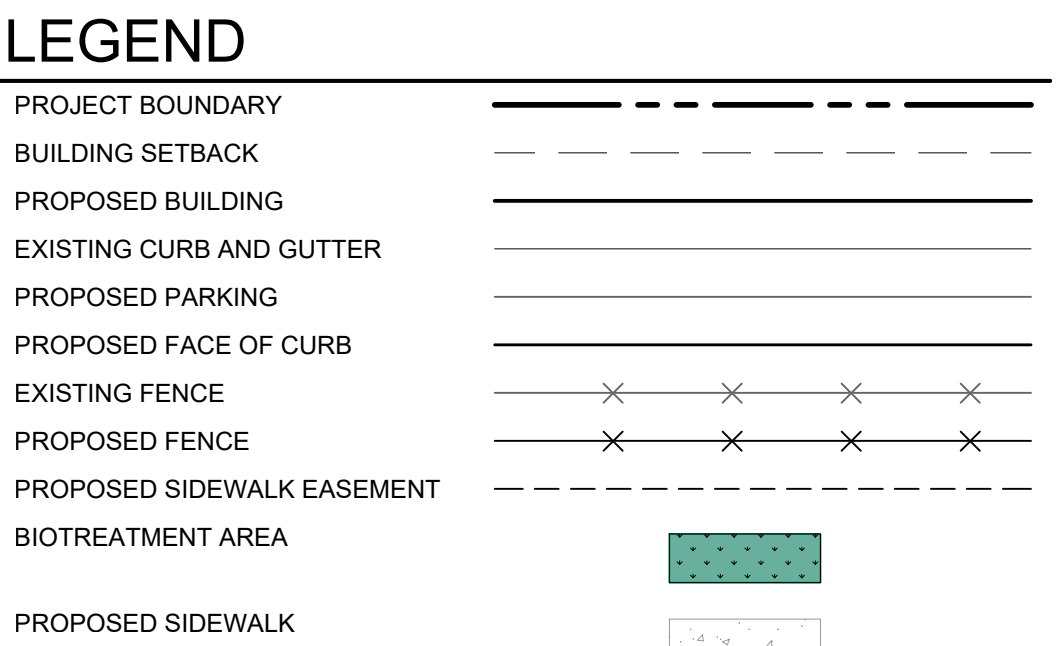 LEGEND
PROJECT BOUNDARY
BUILDING SETBACK
PROPOSED BUILDING
EXISTING CURB AND GUTTER
PROPOSED PARKING
PROPOSED FACE OF CURB
EXISTING FENCE
PROPOSED FENCE
PROPOSED SIDEWALK EASEMENT
BIOTREATMENT AREA
PROPOSED SIDEWALK